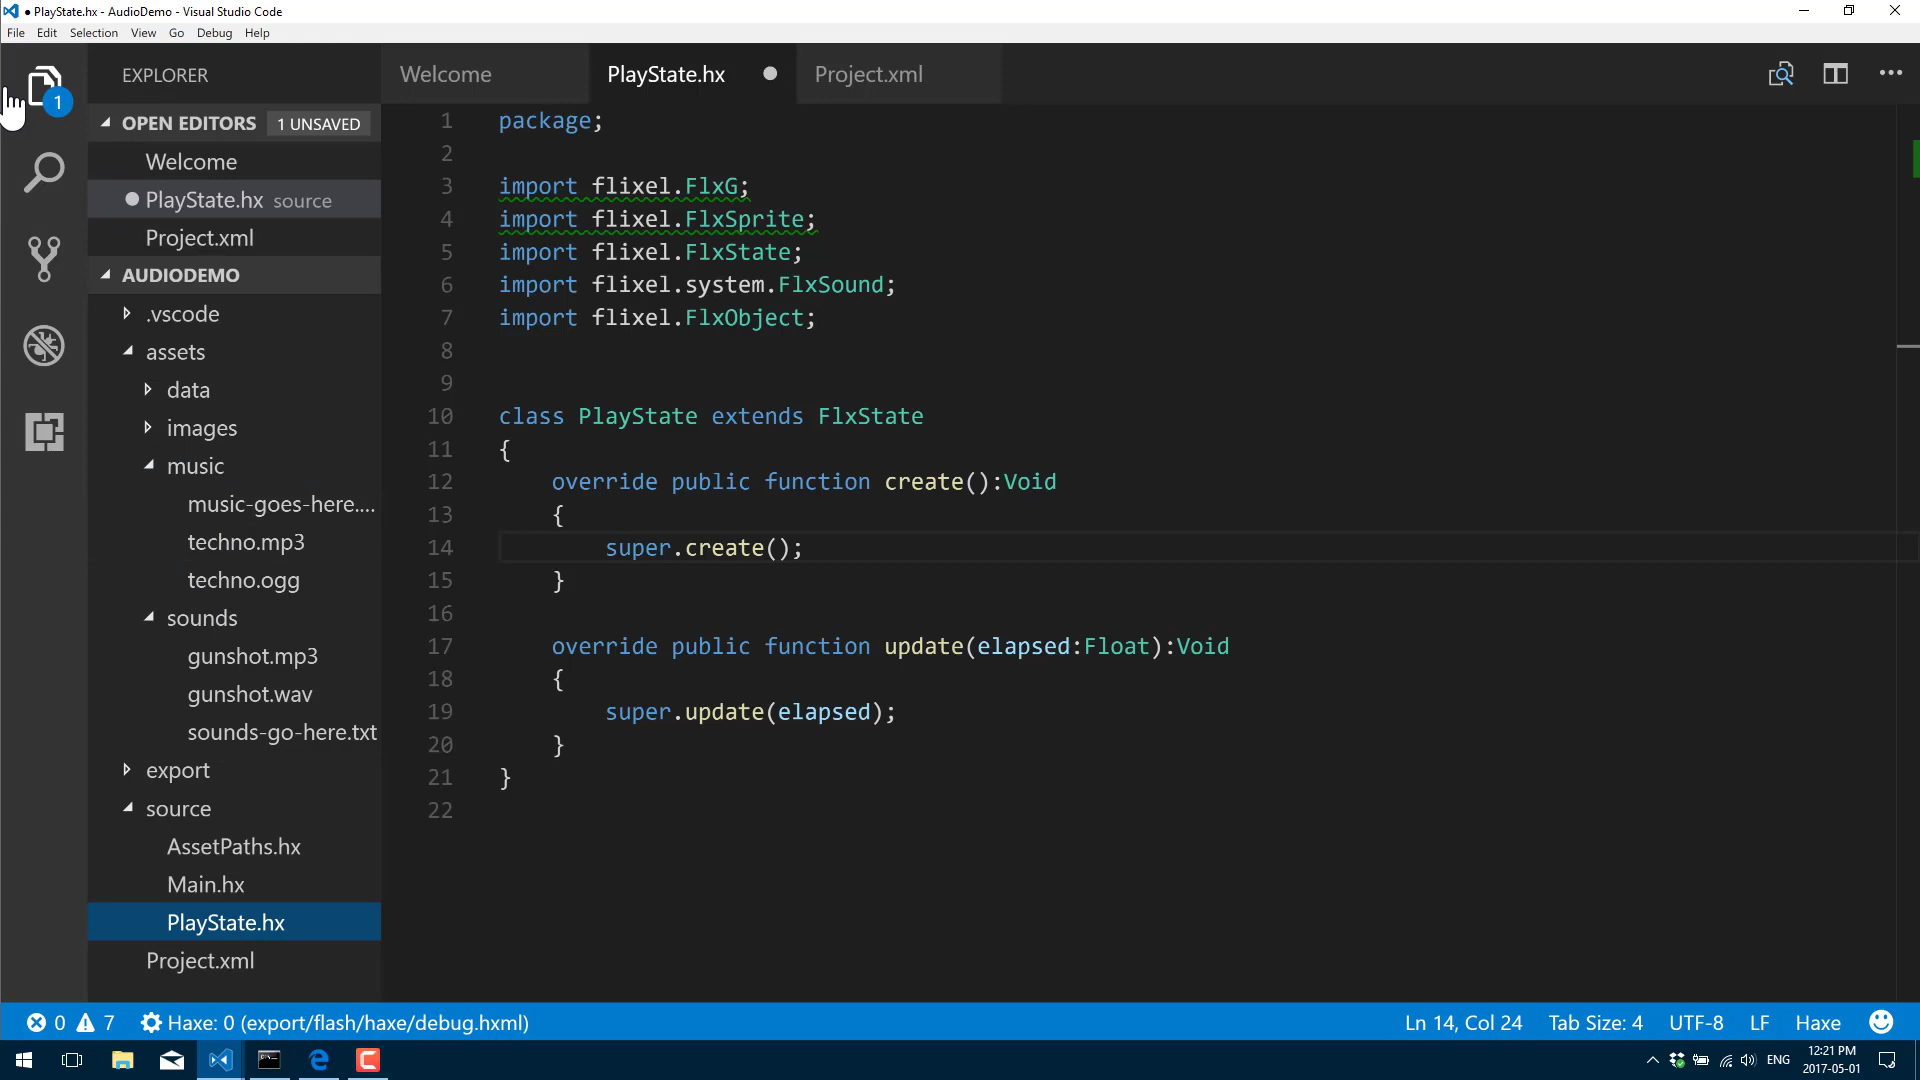 PlayState.hx - AudioDemo - Visual Studio Code
File Edit Selection View Go Debug Help
EXPLORER
Welcome PlayState.hx Project.xml
1
OPEN EDITORS 1 UNSAVED
Welcome
PlayState.hx source
Project.xml
AUDIODEMO
.vscode
assets
data
images
music
music-goes-here....
techno.mp3
techno.ogg
sounds
gunshot.mp3
gunshot.wav
sounds-go-here.txt
export
source
AssetPaths.hx
Main.hx
PlayState.hx
Project.xml
1 package;
2
3 import flixel.FlxG;
4 import flixel.FlxSprite;
5 import flixel.FlxState;
6 import flixel.system.FlxSound;
7 import flixel.FlxObject;
8
9
10 class PlayState extends FlxState
11 {
12 override public function create():Void
13 {
14 super.create();
15 }
16
17 override public function update(elapsed:Float):Void
18 {
19 super.update(elapsed);
20 }
21 }
22
0 7 Haxe: 0 (export/flash/haxe/debug.hxml) Ln 14, Col 24 Tab Size: 4 UTF-8 LF Haxe
ENG 12:21 PM
2017-05-01